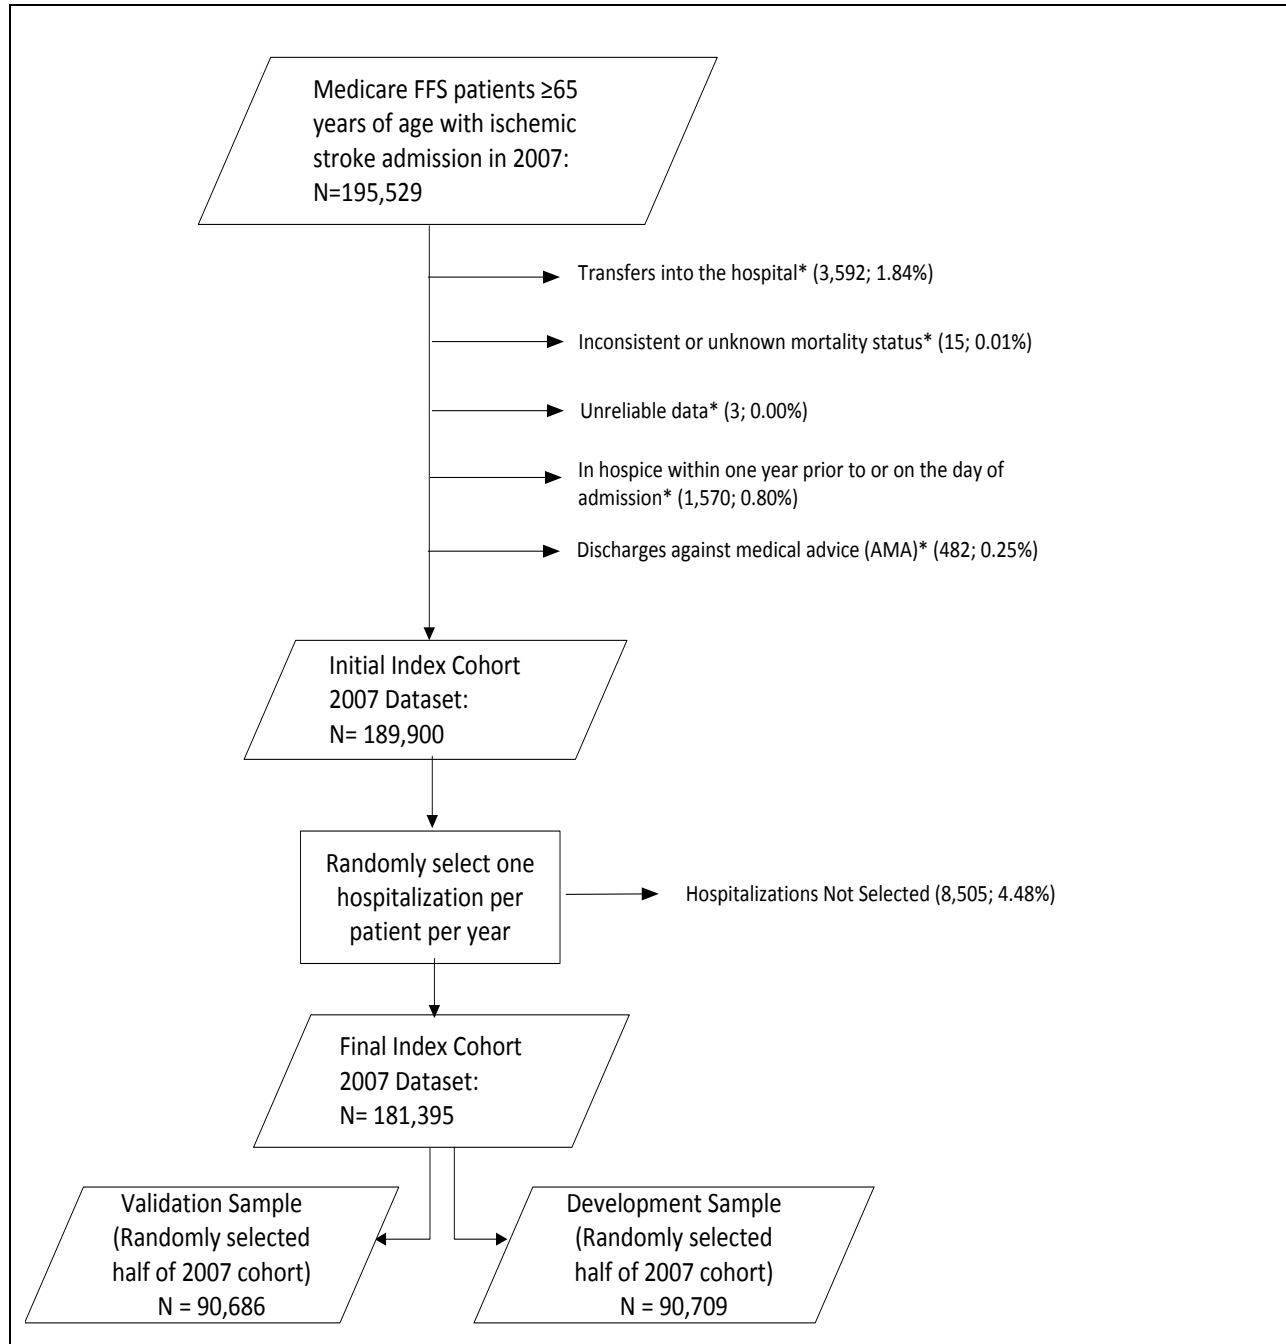 Medicare FFS patients ≥65
years of age with ischemic
stroke admission in 2007:
N=195,529
Transfers into the hospital* (3,592; 1.84%)
Inconsistent or unknown mortality status* (15; 0.01%)
Unreliable data* (3; 0.00%)
In hospice within one year prior to or on the day of
admission* (1,570; 0.80%)
Discharges against medical advice (AMA)* (482; 0.25%)
Initial Index Cohort
2007 Dataset:
N= 189,900
Randomly select one
hospitalization per
patient per year
Hospitalizations Not Selected (8,505; 4.48%)
Final Index Cohort
2007 Dataset:
N= 181,395
Validation Sample
(Randomly selected
half of 2007 cohort)
N = 90,686
Development Sample
(Randomly selected
half of 2007 cohort)
N = 90,709